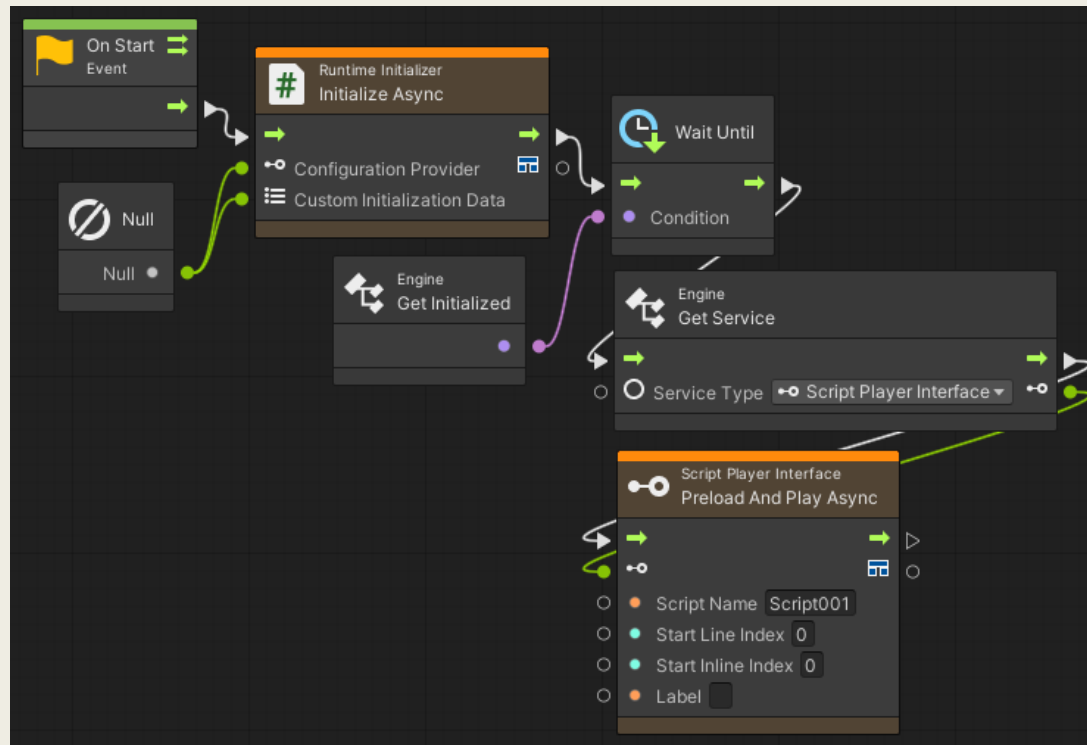 On Start
Event
Runtime Initializer
Initialize Async
Configuration Provider
Custom Initialization Data
Null
Null
Wait Until
Condition
Engine
Get Initialized
Engine
Get Service
Service Type Script Player Interface
Script Player Interface
Preload And Play Async
Script Name Script001
Start Line Index 0
Start Inline Index 0
Label